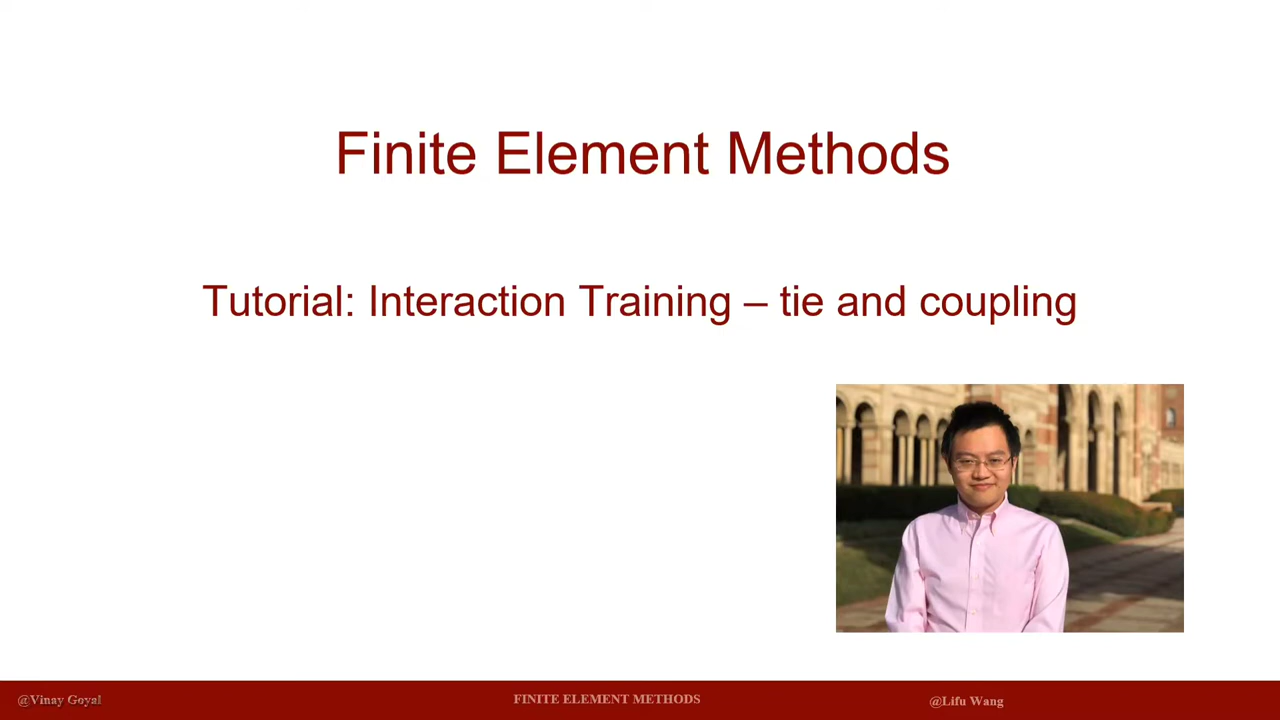 Finite Element Methods
Tutorial: Interaction Training – tie and coupling
@Vinay Goyal
FINITE ELEMENT METHODS
@Lifu Wang